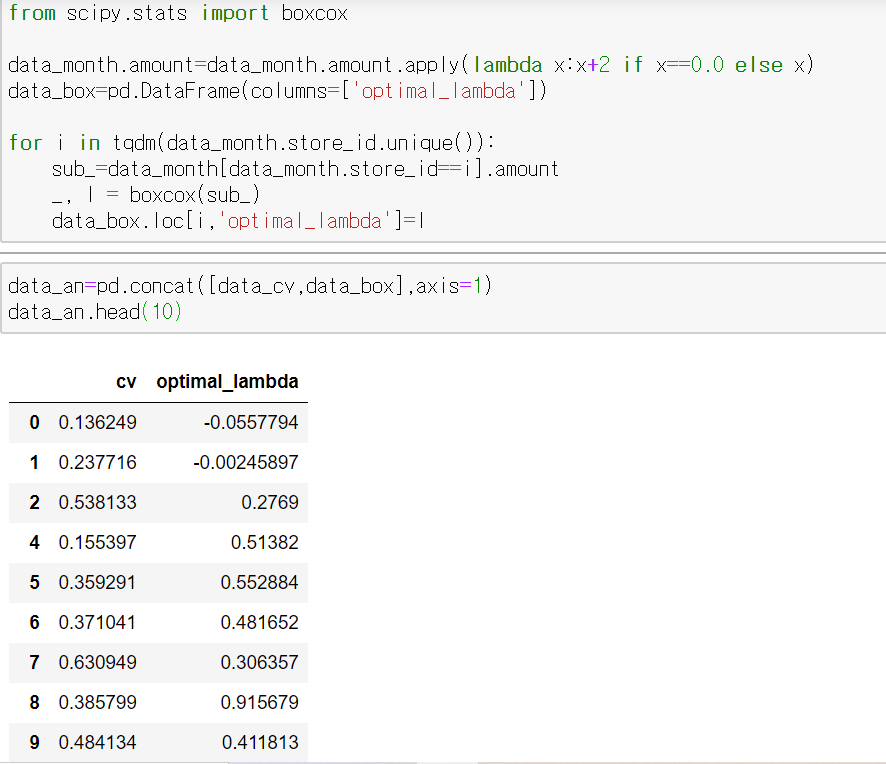 from scipy.stats import boxcox
data_month.amount=data_month.amount.apply(lambda x:x+2 if x==0.0 else x)
data_box=pd.DataFrame(columns=['optimal_lambda'])
for i in tqdm(data_month.store_id.unique()):
sub_=data_month[data_month.store_id==i].amount
_, l = boxcox(sub_)
data_box.loc[i,'optimal_lambda']=l
data_an=pd.concat([data_cv,data_box],axis=1)
data_an.head(10)
cv optimal_lambda
0 0.136249 -0.0557794
1 0.237716 -0.00245897
2 0.538133 0.2769
4 0.155397 0.51382
5 0.359291 0.552884
6 0.371041 0.481652
7 0.630949 0.306357
8 0.385799 0.915679
9 0.484134 0.411813